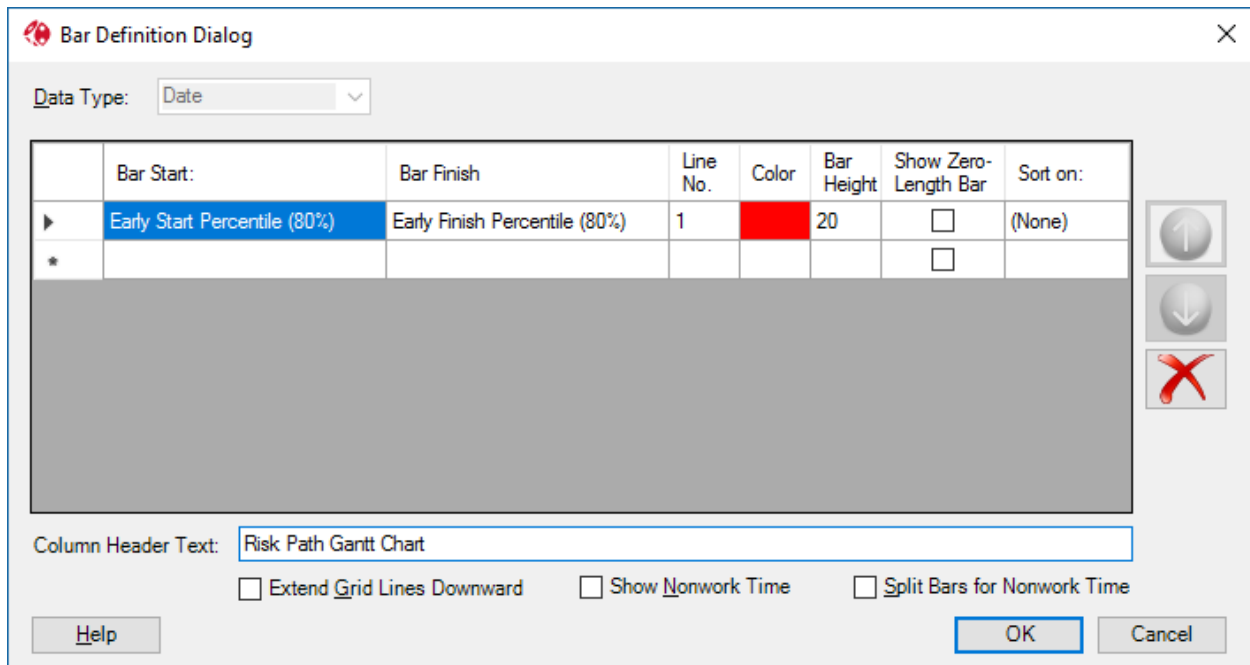 Bar Definition Dialog
Data Type: Date
Bar Start: Bar Finish Line No. Color Bar Height Show Zero-Length Bar Sort on:
Early Start Percentile (80%) Early Finish Percentile (80%) 1 20 (None)
*
Column Header Text: Risk Path Gantt Chart
Extend Grid Lines Downward Show Nonwork Time Split Bars for Nonwork Time
Help OK Cancel